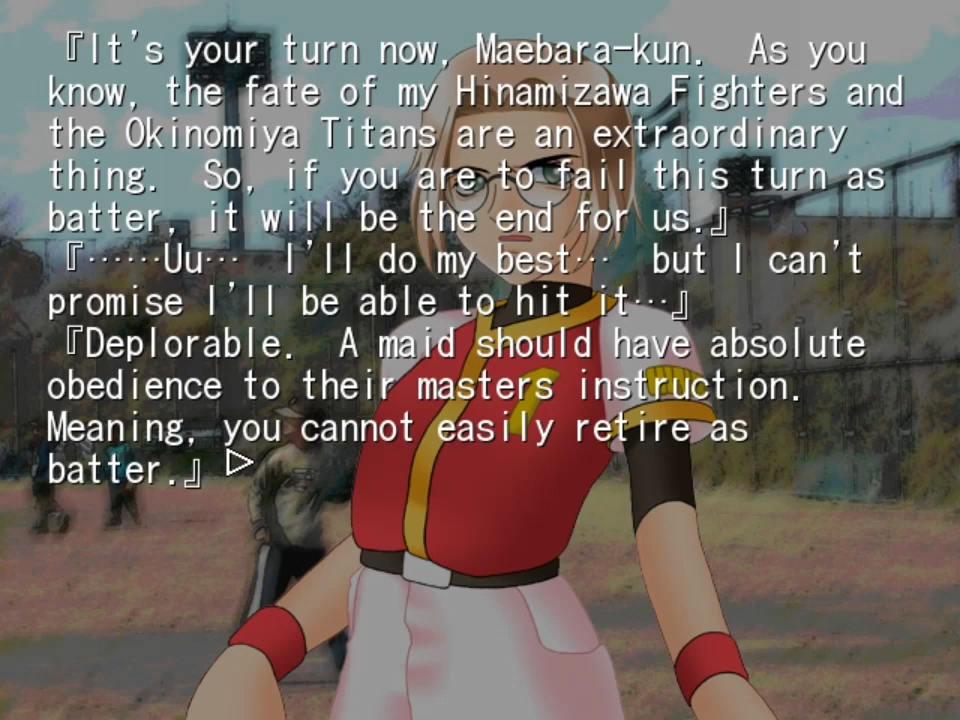 『It's your turn now, Maebara-kun.  As you
know, the fate of my Hinamizawa Fighters and
the Okinomiya Titans are an extraordinary
thing.  So, if you are to fail this turn as
batter, it will be the end for us.』
『……Uu…  I'll do my best…  but I can't
promise I'll be able to hit it…』
『Deplorable.  A maid should have absolute
obedience to their masters instruction.
Meaning, you cannot easily retire as
batter.』